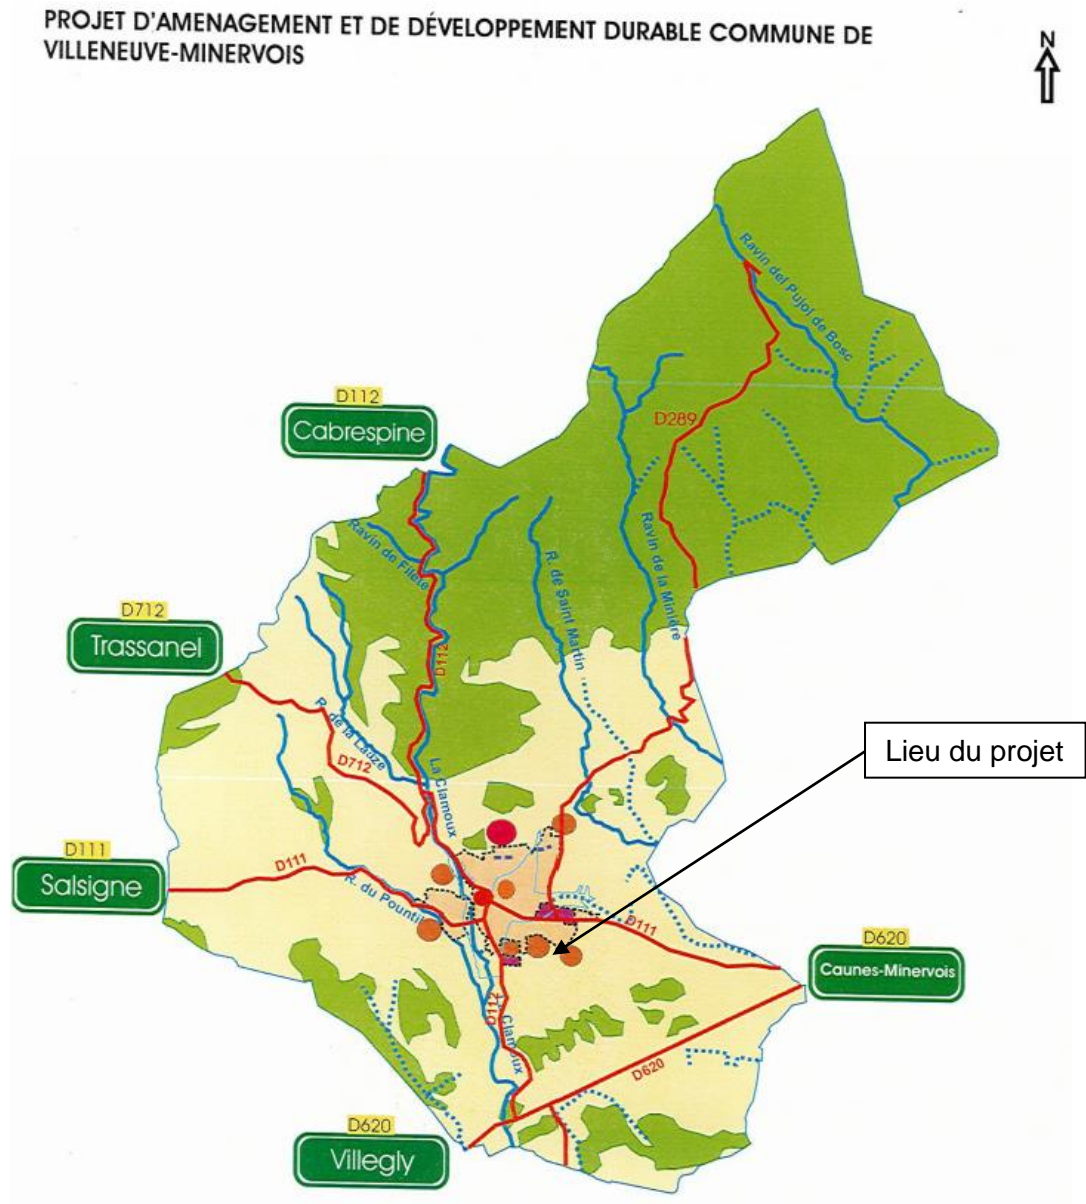 PROJET D'AMENAGEMENT ET DE DÉVELOPPEMENT DURABLE COMMUNE DE
VILLENEUVE-MINERVOIS
N
Ravin del Pujol de Bosc
D112
Cabrespine
D289
Ravin de Filete
R. de Saint Martin
Ravin de la Minière
D712
Trassanel
D112
R. de la Lauze
D712
La Clamoux
Lieu du projet
D111
Salsigne
D111
R. du Pountil
D111
D620
Caunes-Minervois
D112
Clamoux
D620
D620
Villegly